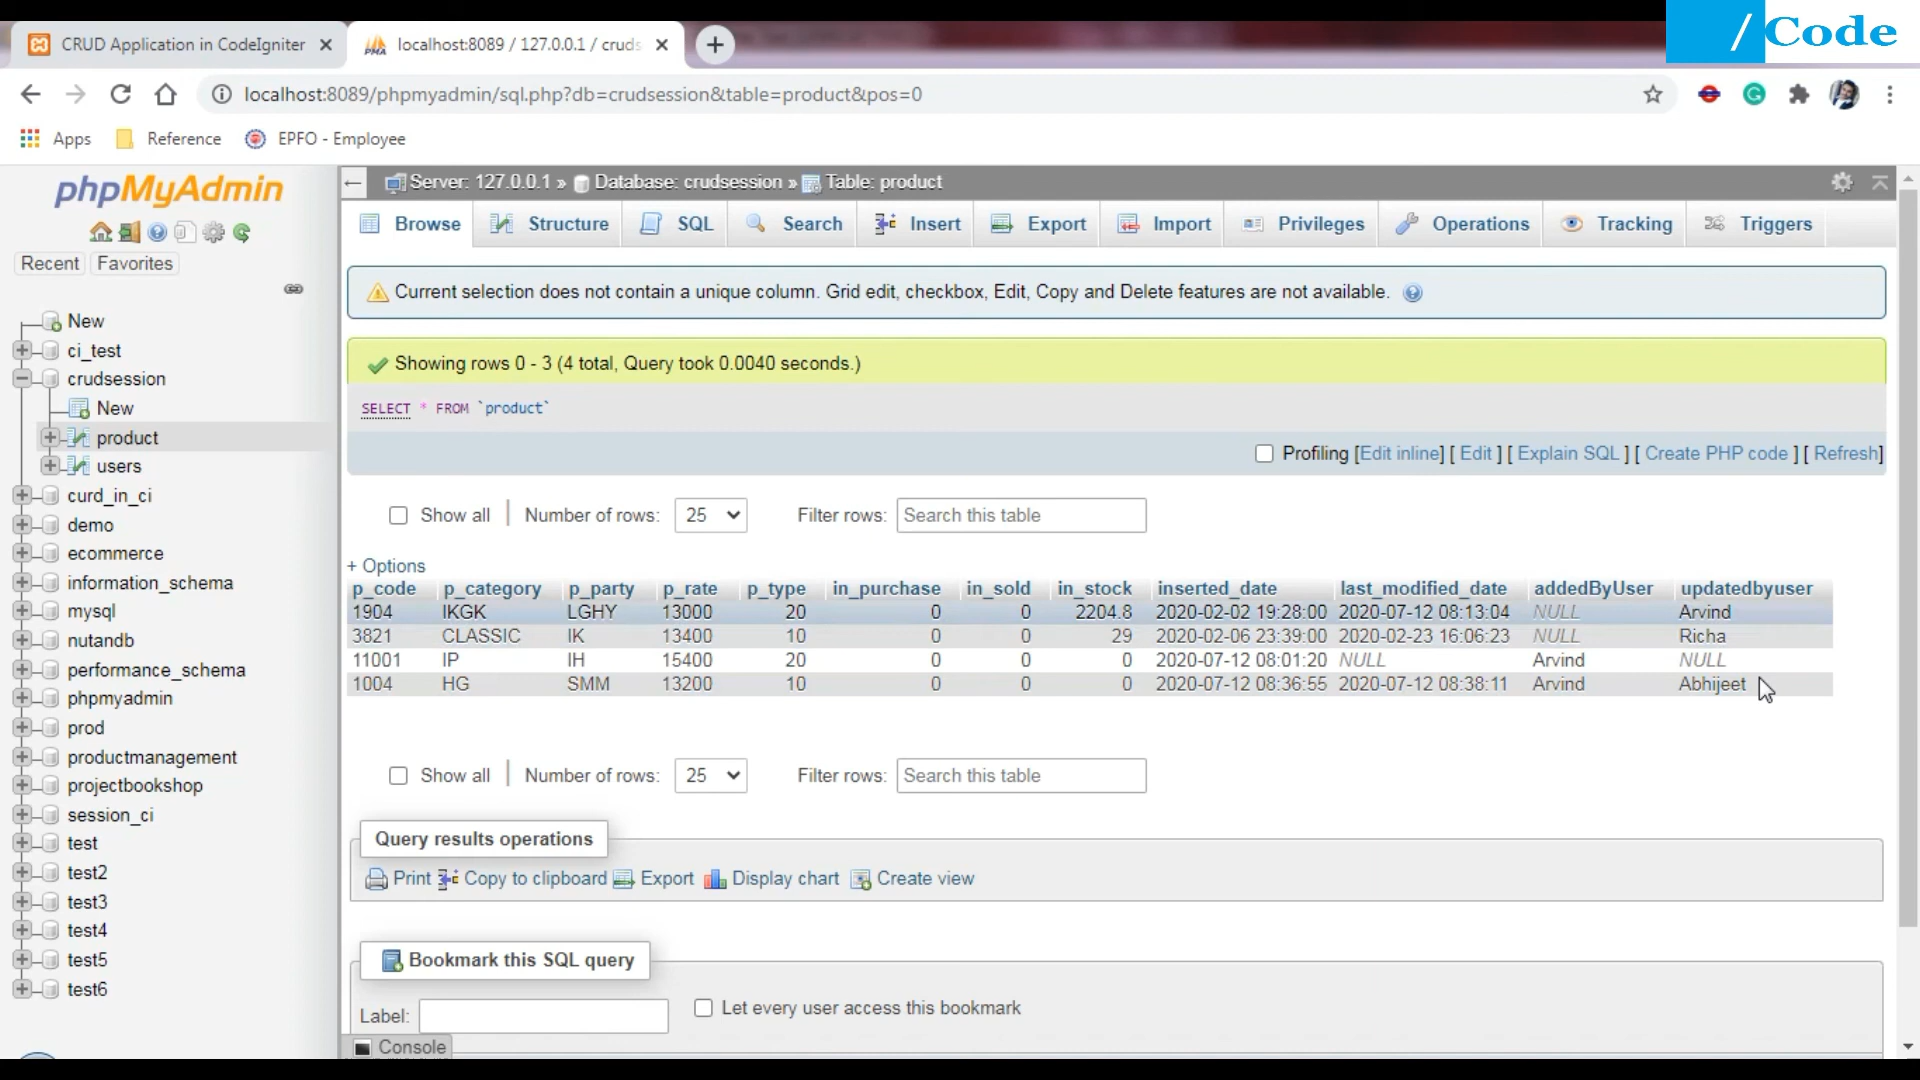 /Code
CRUD Application in CodeIgniter
localhost:8089 / 127.0.0.1 / cruds
localhost:8089/phpmyadmin/sql.php?db=crudsession&table=product&pos=0
Apps Reference EPFO - Employee
phpMyAdmin
Recent Favorites
New
ci_test
crudsession
New
product
users
curd_in_ci
demo
ecommerce
information_schema
mysql
nutandb
performance_schema
phpmyadmin
prod
productmanagement
projectbookshop
session_ci
test
test2
test3
test4
test5
test6
Server: 127.0.0.1 » Database: crudsession » Table: product
Browse Structure SQL Search Insert Export Import Privileges Operations Tracking Triggers
Current selection does not contain a unique column. Grid edit, checkbox, Edit, Copy and Delete features are not available.
Showing rows 0 - 3 (4 total, Query took 0.0040 seconds.)
SELECT * FROM `product`
Profiling [Edit inline] [ Edit ] [ Explain SQL ] [ Create PHP code ] [ Refresh]
Show all | Number of rows: 25 Filter rows: Search this table
+ Options
p_code p_category p_party p_rate p_type in_purchase in_sold in_stock inserted_date last_modified_date addedByUser updatedbyuser
1904 IKGK LGHY 13000 20 0 0 2204.8 2020-02-02 19:28:00 2020-07-12 08:13:04 NULL Arvind
3821 CLASSIC IK 13400 10 0 0 29 2020-02-06 23:39:00 2020-02-23 16:06:23 NULL Richa
11001 IP IH 15400 20 0 0 0 2020-07-12 08:01:20 NULL Arvind NULL
1004 HG SMM 13200 10 0 0 0 2020-07-12 08:36:55 2020-07-12 08:38:11 Arvind Abhijeet
Show all | Number of rows: 25 Filter rows: Search this table
Query results operations
Print Copy to clipboard Export Display chart Create view
Bookmark this SQL query
Label: Let every user access this bookmark
Console